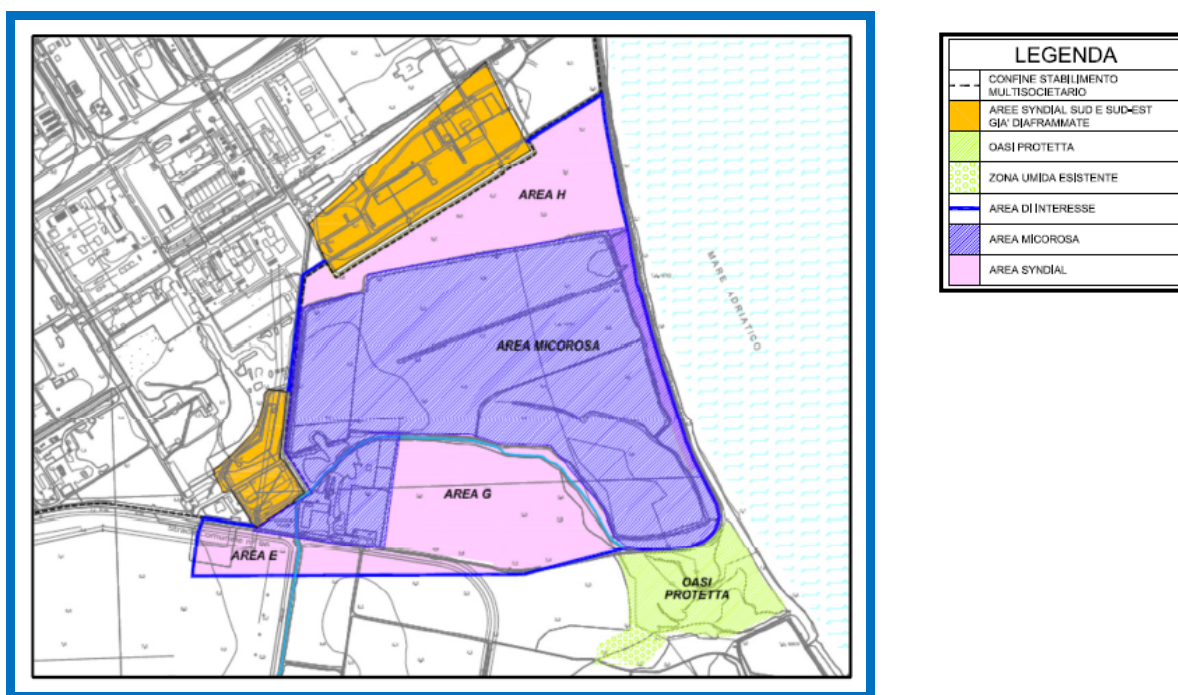 AREA H
MARE ADRIATICO
AREA MICOROSA
AREA G
AREA E
OASI
PROTETTA
LEGENDA
CONFINE STABILIMENTO
MULTISOCIETARIO
AREE SYNDIAL SUD E SUD-EST
GIA' DIAFRAMMATE
OASI PROTETTA
ZONA UMIDA ESISTENTE
AREA DI INTERESSE
AREA MICOROSA
AREA SYNDIAL